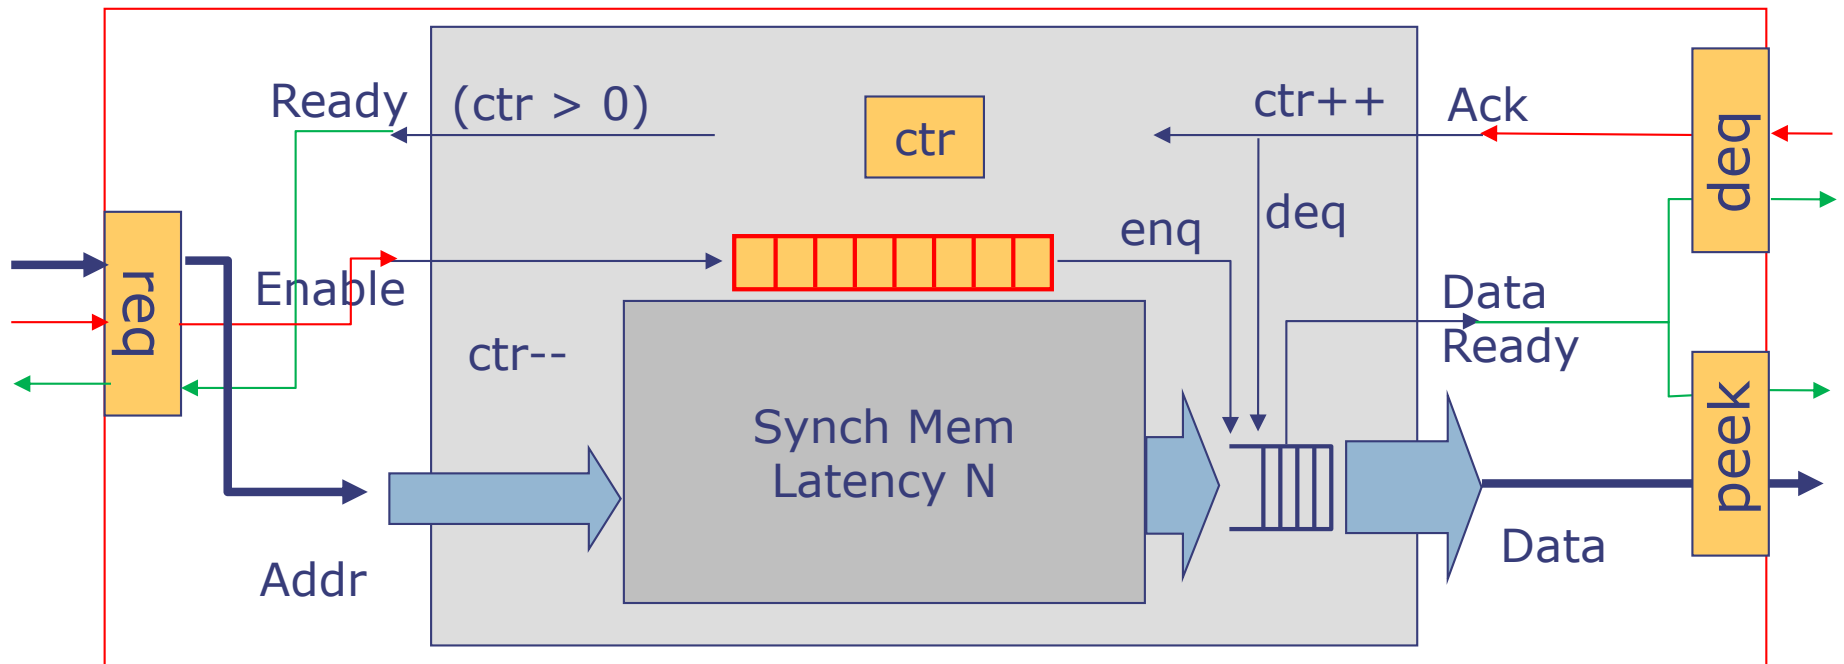 Ready
(ctr > 0)
ctr
ctr++
Ack
deq
enq
deq
req
Enable
ctr--
Data
Ready
Synch Mem
Latency N
peek
Addr
Data